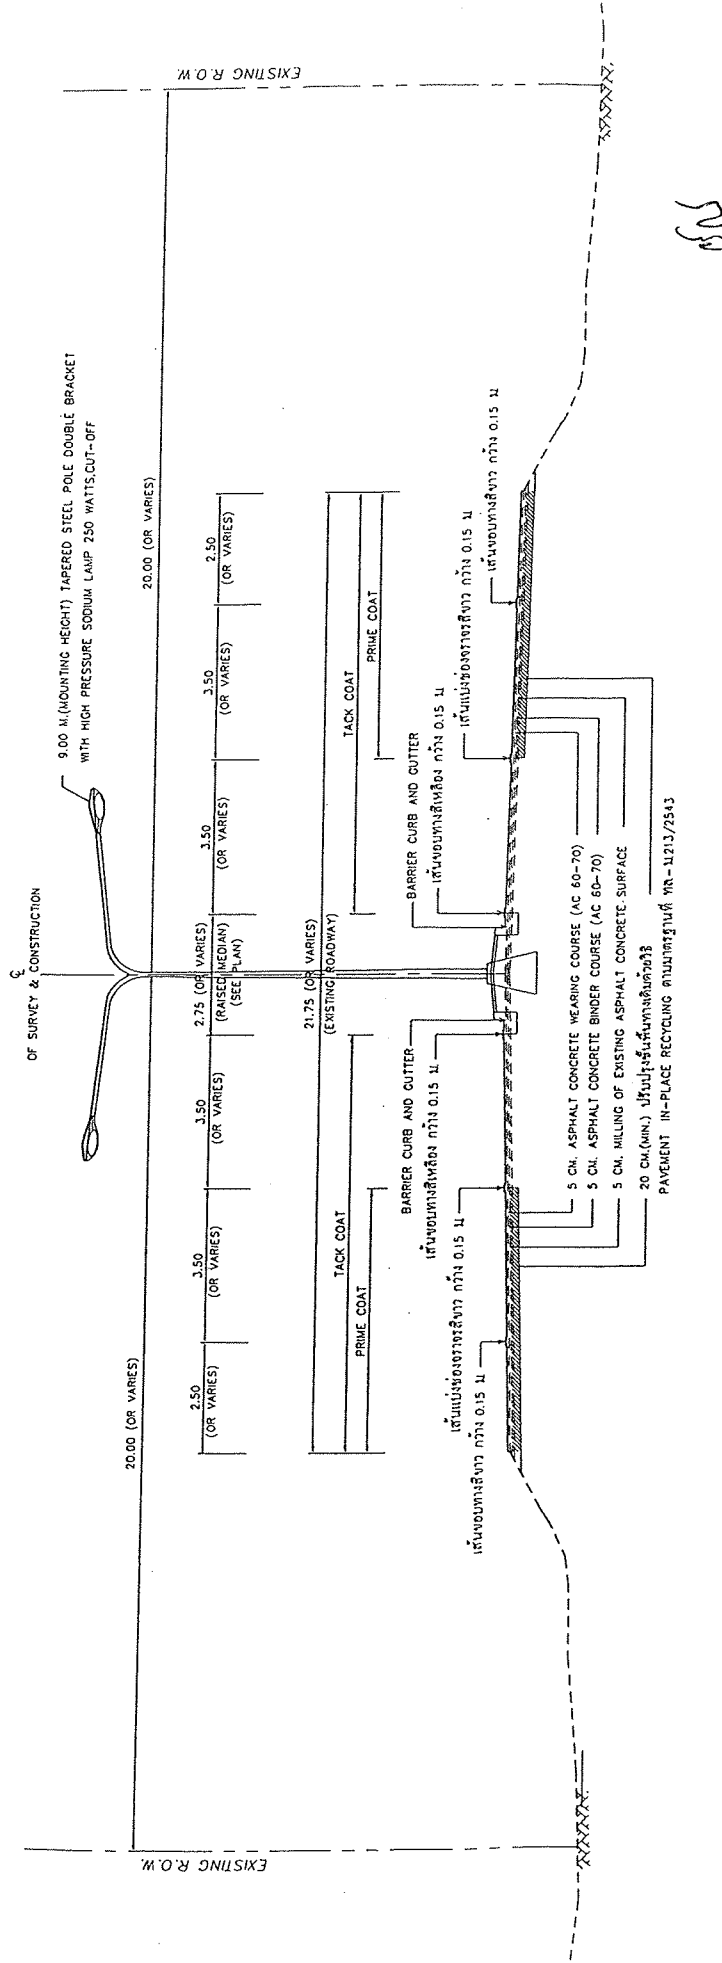 ℄
OF SURVEY & CONSTRUCTION
9.00 M.(MOUNTING HEIGHT) TAPERED STEEL POLE DOUBLE BRACKET
WITH HIGH PRESSURE SODIUM LAMP 250 WATTS,CUT-OFF
EXISTING R.O.W.
EXISTING R.O.W.
20.00 (OR VARIES)
20.00 (OR VARIES)
2.50
(OR VARIES)
3.50
(OR VARIES)
3.50
(OR VARIES)
2.75 (OR VARIES)
(RAISED MEDIAN)
(SEE PLAN)
3.50
(OR VARIES)
3.50
(OR VARIES)
2.50
(OR VARIES)
21.75 (OR VARIES)
(EXISTING ROADWAY)
TACK COAT
TACK COAT
PRIME COAT
PRIME COAT
BARRIER CURB AND GUTTER
BARRIER CURB AND GUTTER
เส้นขอบทางสีเหลือง กว้าง 0.15 ม
เส้นขอบทางสีเหลือง กว้าง 0.15 ม
เส้นแบ่งช่องจราจรสีขาว กว้าง 0.15 ม
เส้นแบ่งช่องจราจรสีขาว กว้าง 0.15 ม
เส้นขอบทางสีขาว กว้าง 0.15 ม
เส้นขอบทางสีขาว กว้าง 0.15 ม
5 CM. ASPHALT CONCRETE WEARING COURSE (AC 60-70)
5 CM. ASPHALT CONCRETE BINDER COURSE (AC 60-70)
5 CM. MILLING OF EXISTING ASPHALT CONCRETE SURFACE
20 CM.(MIN.) ปรับปรุงชั้นพื้นทางเดิมด้วยวิธี
PAVEMENT IN-PLACE RECYCLING ตามมาตรฐานที่ ทล-ม213/2543